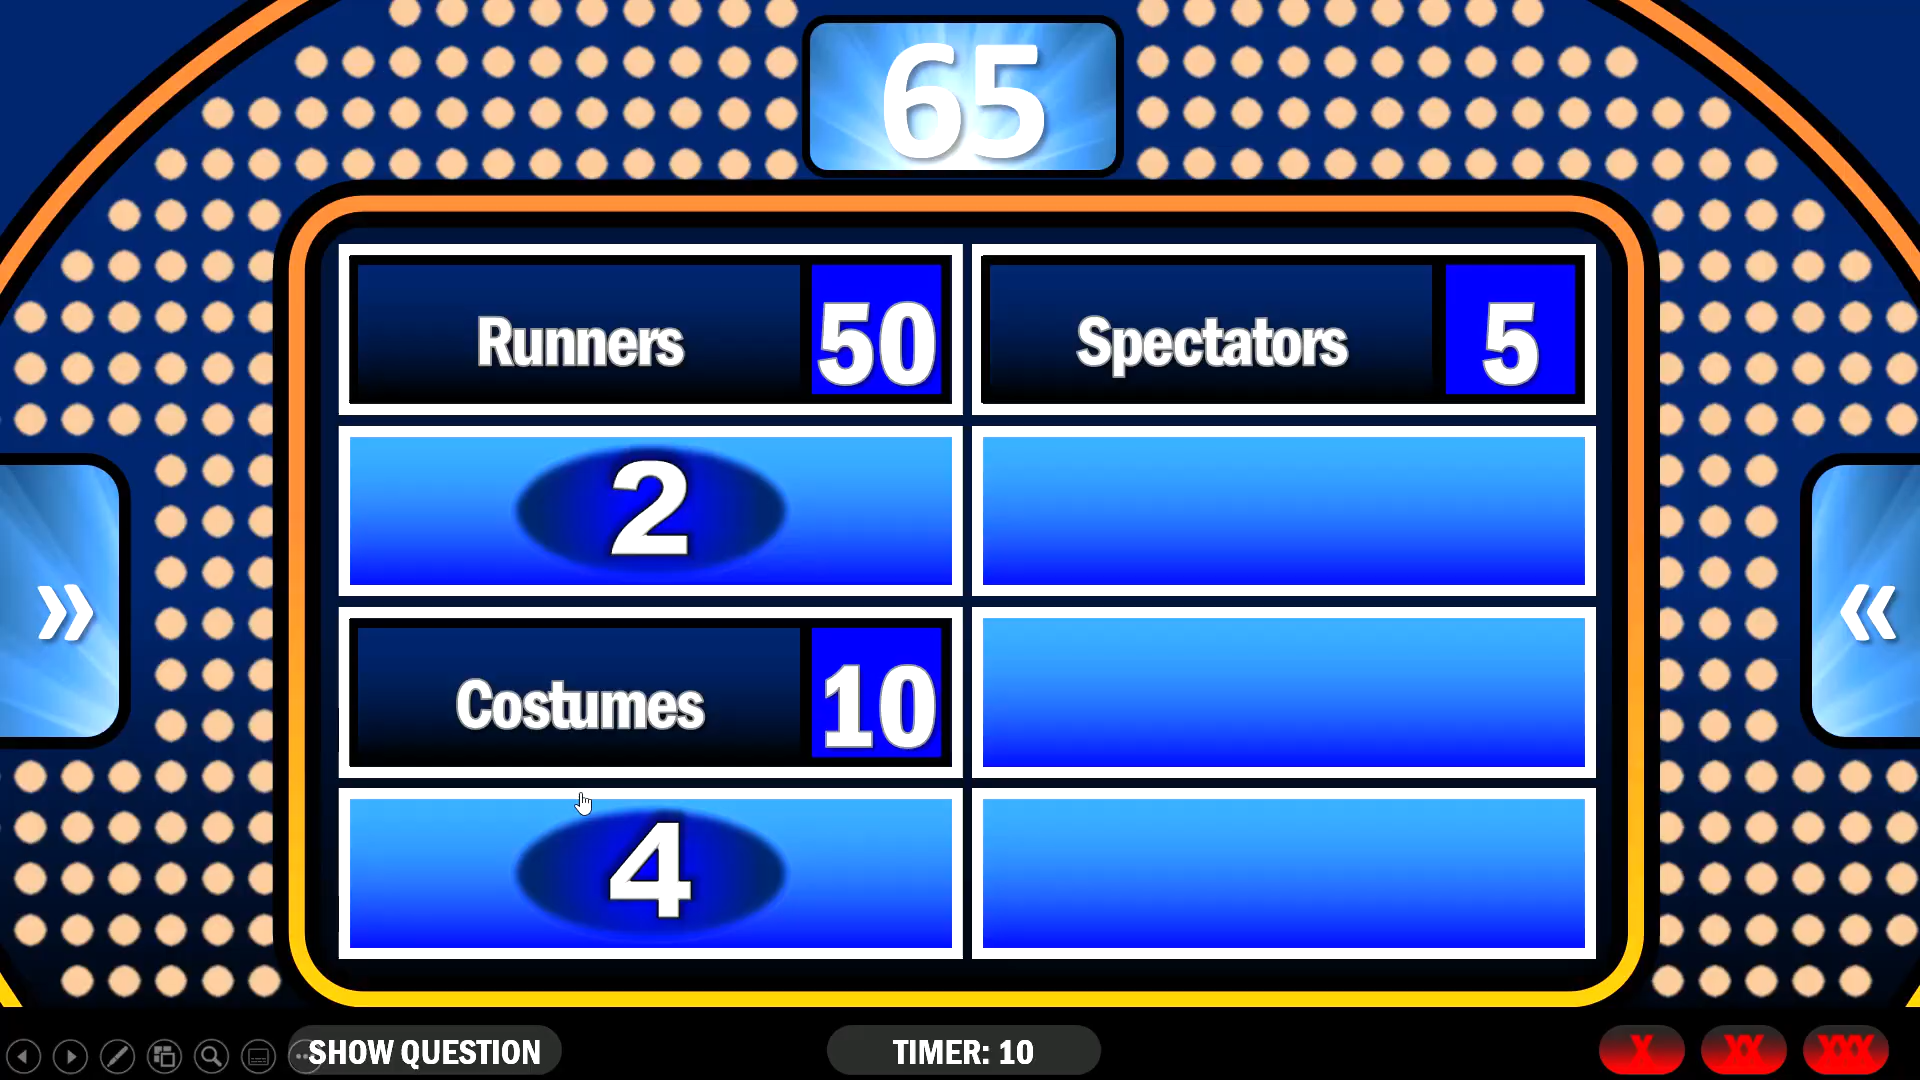 65
Runners 50
Spectators 5
2
Costumes 10
4
»
«
SHOW QUESTION
TIMER: 10
X
XX
XXX